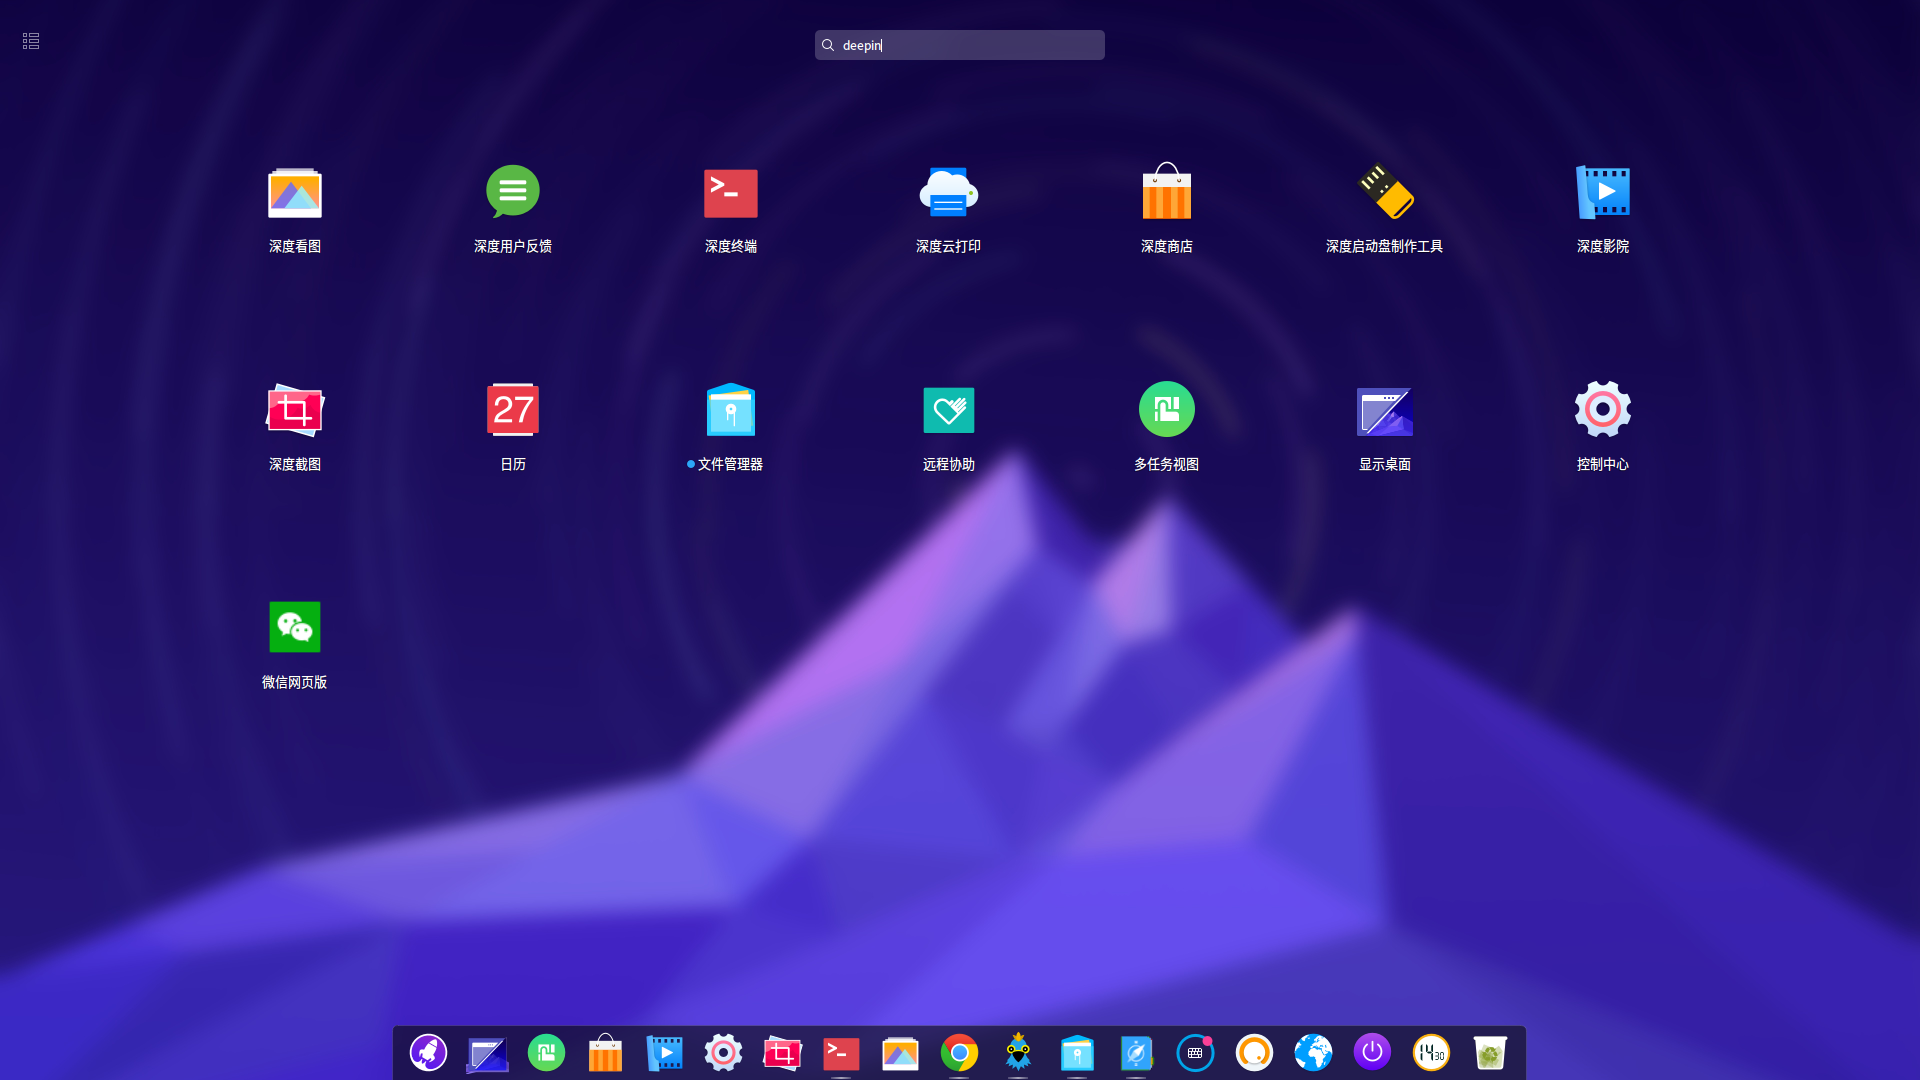 deepin
深度看图
深度用户反馈
深度终端
深度云打印
深度商店
深度启动盘制作工具
深度影院
深度截图
27
日历
文件管理器
远程协助
多任务视图
显示桌面
控制中心
微信网页版
14 30